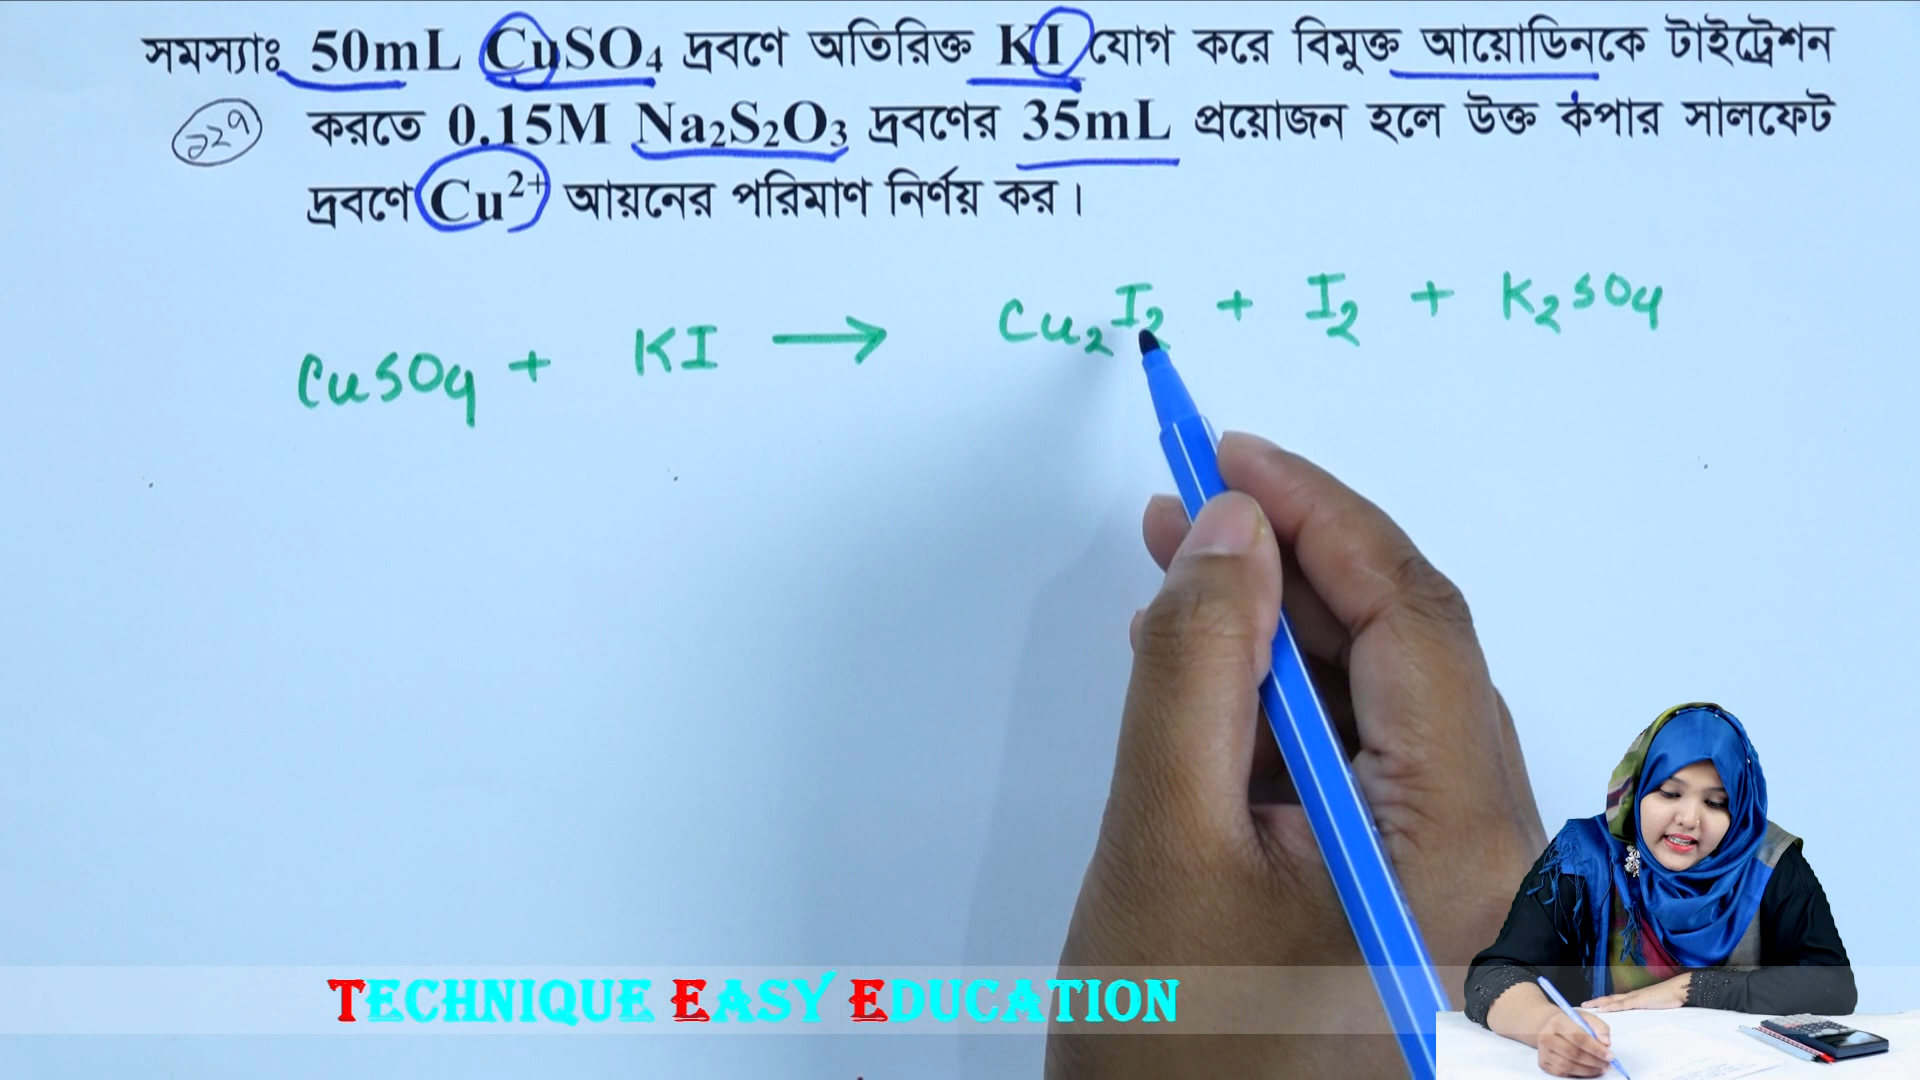 সমস্যাঃ 50mL CuSO₄ দ্রবণে অতিরিক্ত KI যোগ করে বিমুক্ত আয়োডিনকে টাইট্রেশন
করতে 0.15M Na₂S₂O₃ দ্রবণের 35mL প্রয়োজন হলে উক্ত কপার সালফেট
২২৭
দ্রবণে Cu²⁺ আয়নের পরিমাণ নির্ণয় কর।
CuSO₄ + KI ⟶ Cu₂I₂ + I₂ + K₂SO₄
TECHNIQUE EASY EDUCATION